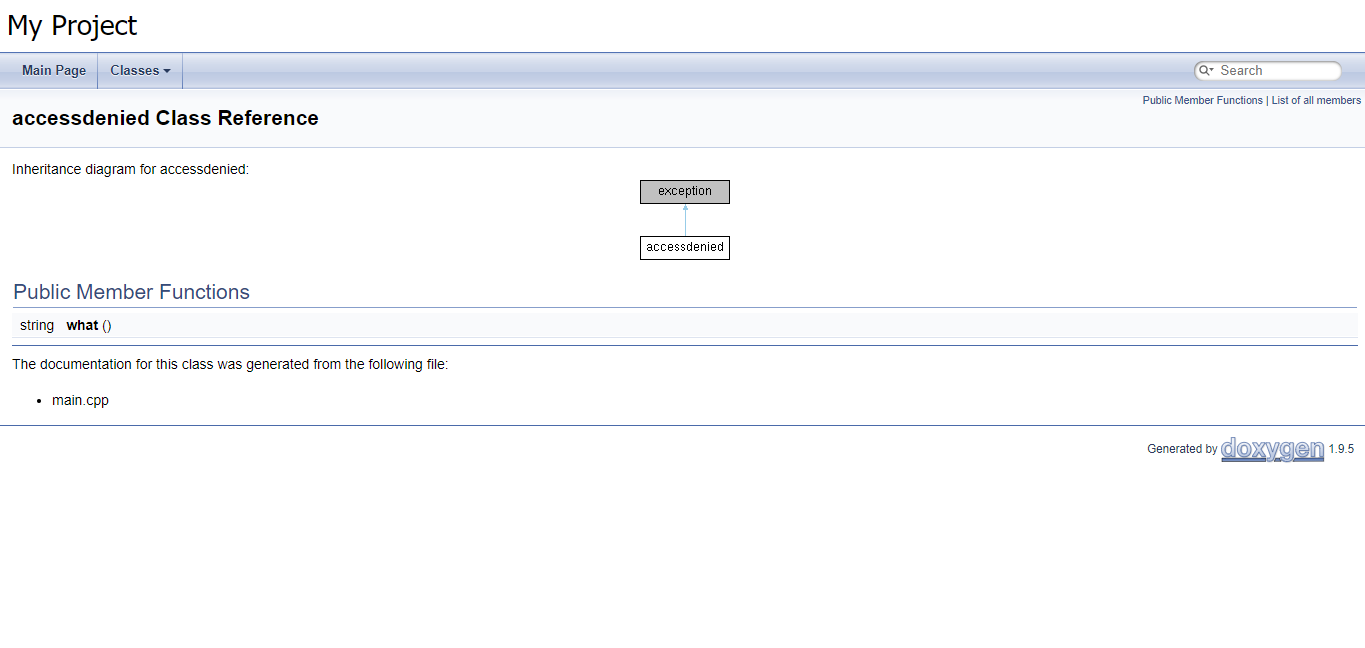 My Project
Main Page Classes Search
Public Member Functions | List of all members
accessdenied Class Reference
Inheritance diagram for accessdenied:
exception
accessdenied
Public Member Functions
string what ()
The documentation for this class was generated from the following file:
• main.cpp
Generated by doxygen 1.9.5